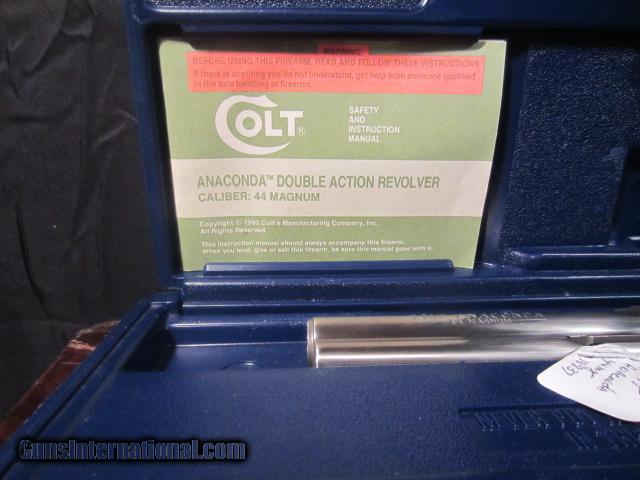 WARNING:
BEFORE USING THIS FIREARM, READ AND FOLLOW THESE INSTRUCTIONS
If there is anything you do not understand, get help from someone qualified
in the safe handling of firearms.
COLT®
SAFETY
AND
INSTRUCTION
MANUAL
ANACONDA™ DOUBLE ACTION REVOLVER
CALIBER: 44 MAGNUM
Copyright © 1990 Colt's Manufacturing Company, Inc.
All Rights Reserved.
This instruction manual should always accompany this firearm.
When you lend, give or sell this firearm, be sure this manual goes with it.
GunsInternational.com